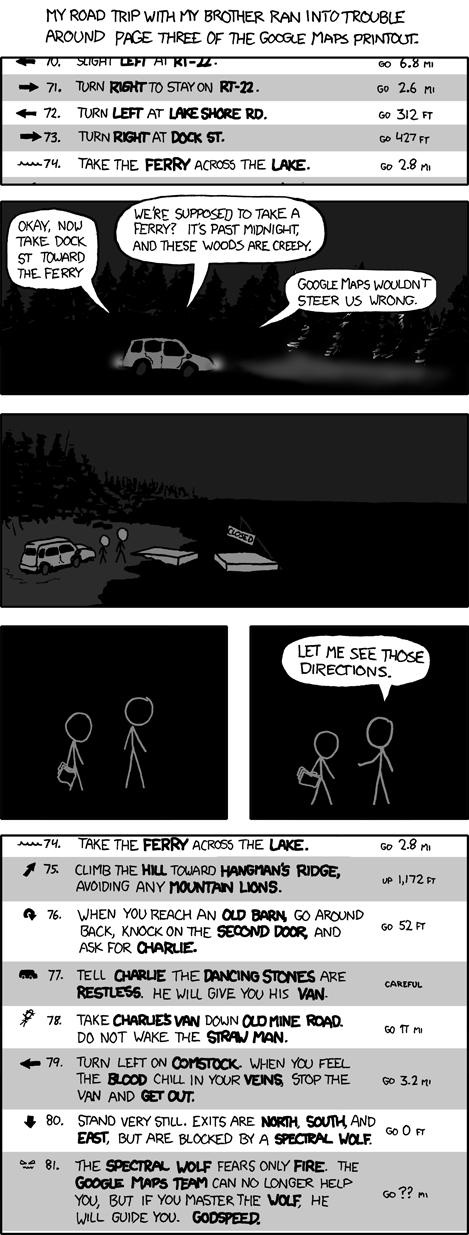 MY ROAD TRIP WITH MY BROTHER RAN INTO TROUBLE
AROUND PAGE THREE OF THE GOOGLE MAPS PRINTOUT.
70. SLIGHT LEFT AT RT-22. GO 6.8 MI
71. TURN RIGHT TO STAY ON RT-22. GO 2.6 MI
72. TURN LEFT AT LAKE SHORE RD. GO 312 FT
73. TURN RIGHT AT DOCK ST. GO 427 FT
74. TAKE THE FERRY ACROSS THE LAKE. GO 2.8 MI
OKAY, NOW
TAKE DOCK
ST TOWARD
THE FERRY
WE'RE SUPPOSED TO TAKE A
FERRY? IT'S PAST MIDNIGHT,
AND THESE WOODS ARE CREEPY.
GOOGLE MAPS WOULDN'T
STEER US WRONG.
CLOSED
LET ME SEE THOSE
DIRECTIONS.
74. TAKE THE FERRY ACROSS THE LAKE. GO 2.8 MI
75. CLIMB THE HILL TOWARD HANGMAN'S RIDGE,
AVOIDING ANY MOUNTAIN LIONS. UP 1,172 FT
76. WHEN YOU REACH AN OLD BARN, GO AROUND
BACK, KNOCK ON THE SECOND DOOR, AND GO 52 FT
ASK FOR CHARLIE.
77. TELL CHARLIE THE DANCING STONES ARE
RESTLESS. HE WILL GIVE YOU HIS VAN. CAREFUL
78. TAKE CHARLIE'S VAN DOWN OLD MINE ROAD.
DO NOT WAKE THE STRAW MAN. GO π MI
79. TURN LEFT ON COMSTOCK. WHEN YOU FEEL
THE BLOOD CHILL IN YOUR VEINS, STOP THE GO 3.2 MI
VAN AND GET OUT.
80. STAND VERY STILL. EXITS ARE NORTH, SOUTH, AND
EAST, BUT ARE BLOCKED BY A SPECTRAL WOLF. GO 0 FT
81. THE SPECTRAL WOLF FEARS ONLY FIRE. THE
GOOGLE MAPS TEAM CAN NO LONGER HELP
YOU, BUT IF YOU MASTER THE WOLF, HE GO ?? MI
WILL GUIDE YOU. GODSPEED.